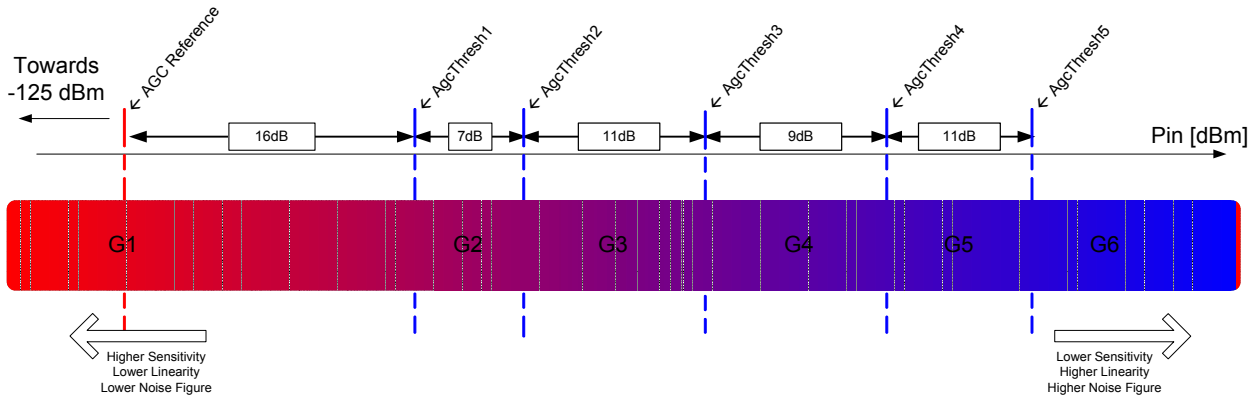 Towards
-125 dBm
AGC Reference
AgcThresh1
AgcThresh2
AgcThresh3
AgcThresh4
AgcThresh5
16dB
7dB
11dB
9dB
11dB
Pin [dBm]
G1
G2
G3
G4
G5
G6
Higher Sensitivity
Lower Linearity
Lower Noise Figure
Lower Sensitivity
Higher Linearity
Higher Noise Figure